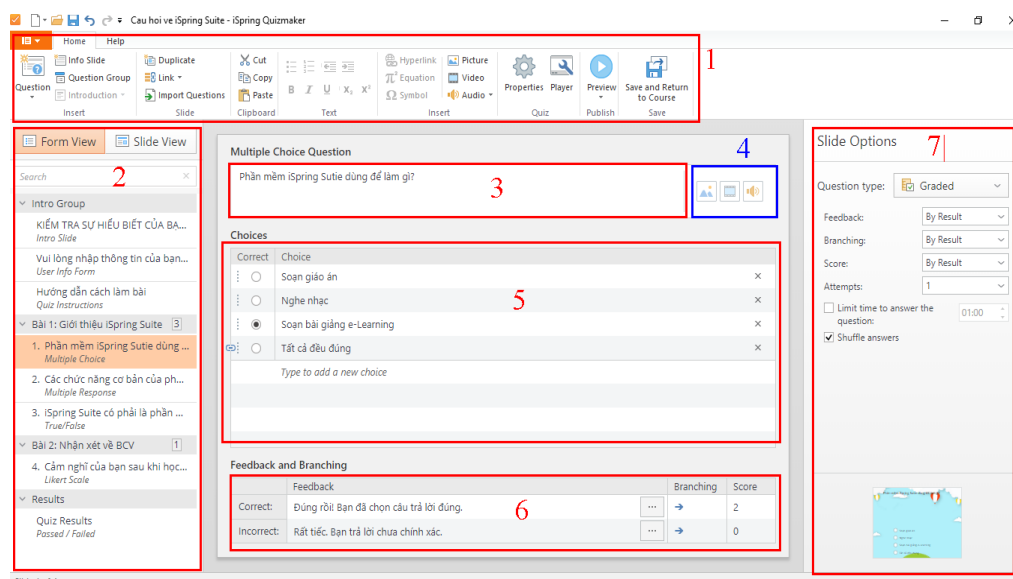 Cau hoi ve iSpring Suite - iSpring Quizmaker
Home Help
Question
Info Slide
Question Group
Introduction
Insert
Duplicate
Link
Import Questions
Slide
Cut
Copy
Paste
Clipboard
B I U X₂ X²
Text
Hyperlink
π² Equation
Ω Symbol
Picture
Video
Audio
Insert
Properties Player
Quiz
Preview
Publish
Save and Return
to Course
Save
1
Form View Slide View
Search
2
Intro Group
KIỂM TRA SỰ HIỂU BIẾT CỦA BẠ...
Intro Slide
Vui lòng nhập thông tin của bạn...
User Info Form
Hướng dẫn cách làm bài
Quiz Instructions
Bài 1: Giới thiệu iSpring Suite 3
1. Phần mềm iSpring Sutie dùng ...
Multiple Choice
2. Các chức năng cơ bản của ph...
Multiple Response
3. iSpring Suite có phải là phần ...
True/False
Bài 2: Nhận xét về BCV 1
4. Cảm nghĩ của bạn sau khi học...
Likert Scale
Results
Quiz Results
Passed / Failed
Multiple Choice Question
Phần mềm iSpring Sutie dùng để làm gì?
3
4
Choices
Correct Choice
Soạn giáo án
Nghe nhạc
Soạn bài giảng e-Learning
Tất cả đều đúng
Type to add a new choice
5
Feedback and Branching
Feedback Branching Score
Correct: Đúng rồi! Bạn đã chọn câu trả lời đúng. ... 2
Incorrect: Rất tiếc. Bạn trả lời chưa chính xác. ... 0
6
Slide Options
7
Question type: Graded
Feedback: By Result
Branching: By Result
Score: By Result
Attempts: 1
Limit time to answer the
question: 01:00
Shuffle answers